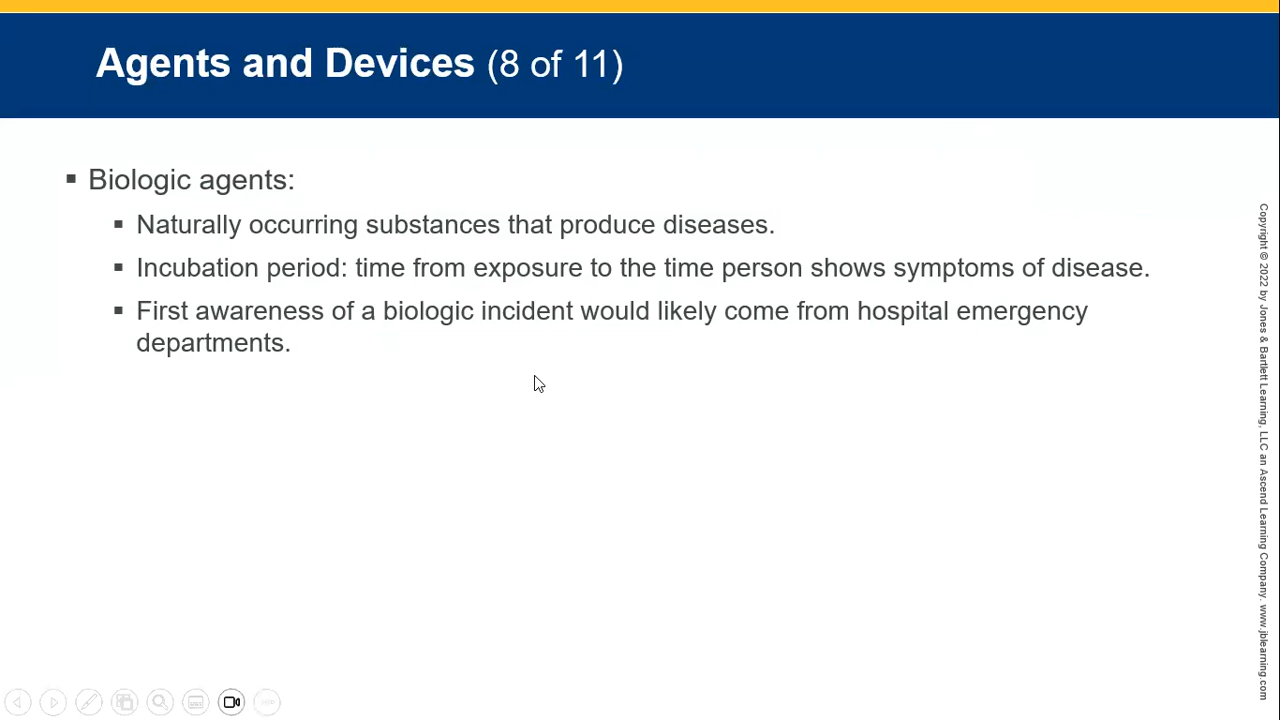 Agents and Devices (8 of 11)
▪ Biologic agents:
▪ Naturally occurring substances that produce diseases.
▪ Incubation period: time from exposure to the time person shows symptoms of disease.
▪ First awareness of a biologic incident would likely come from hospital emergency
departments.
Copyright © 2022 by Jones & Bartlett Learning, LLC an Ascend Learning Company. www.jblearning.com